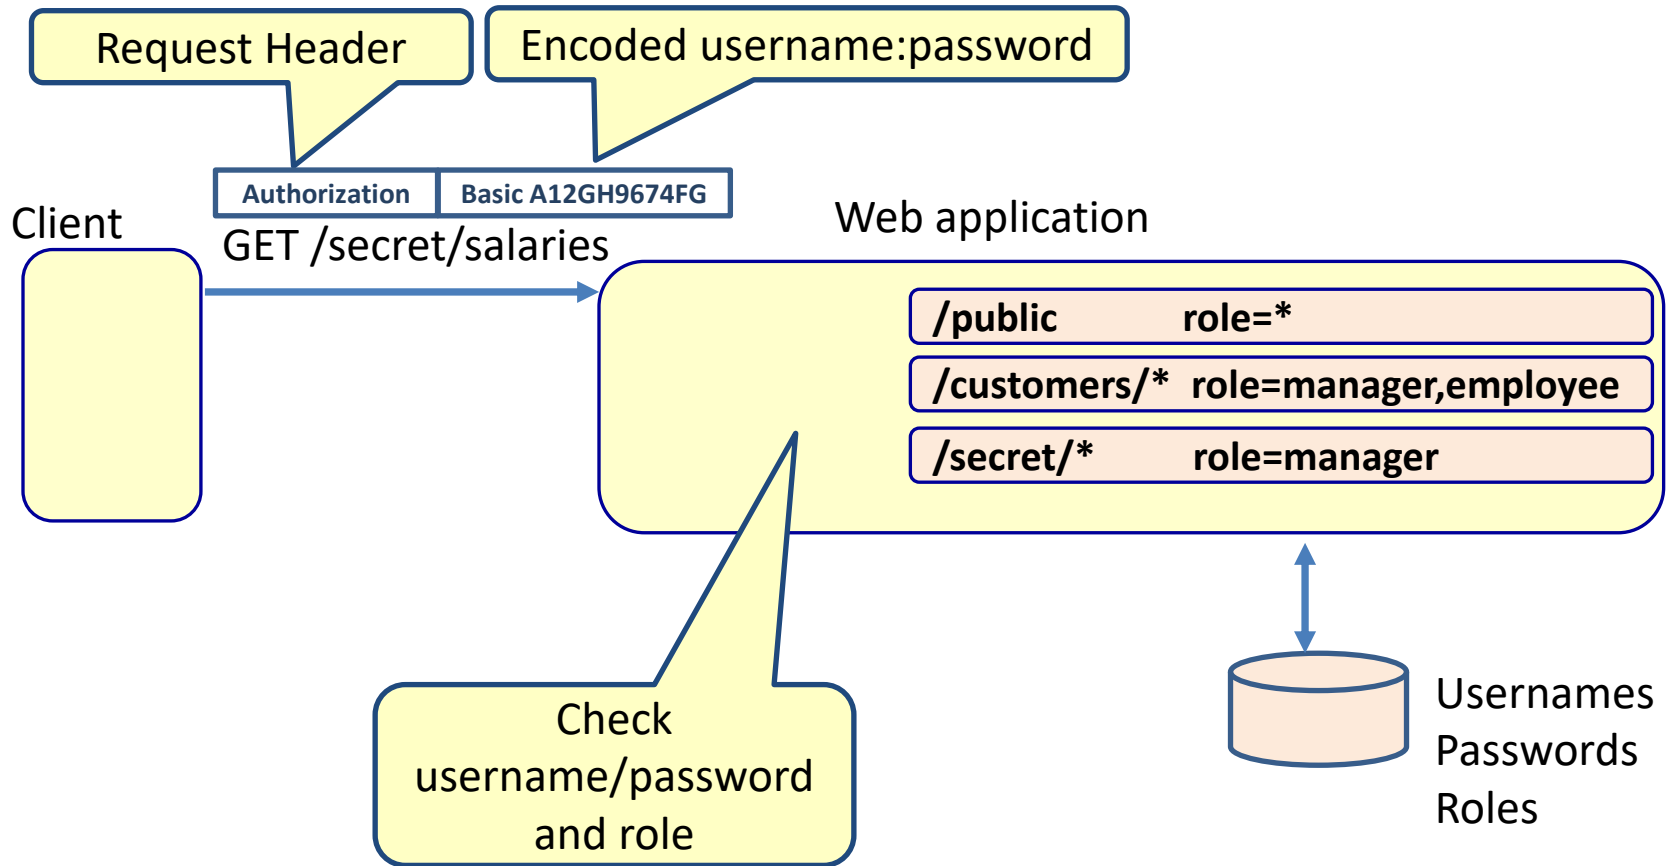 Request Header
Encoded username:password
Authorization Basic A12GH9674FG
Client
GET /secret/salaries
Web application
/public role=*
/customers/* role=manager,employee
/secret/* role=manager
Check
username/password
and role
Usernames
Passwords
Roles